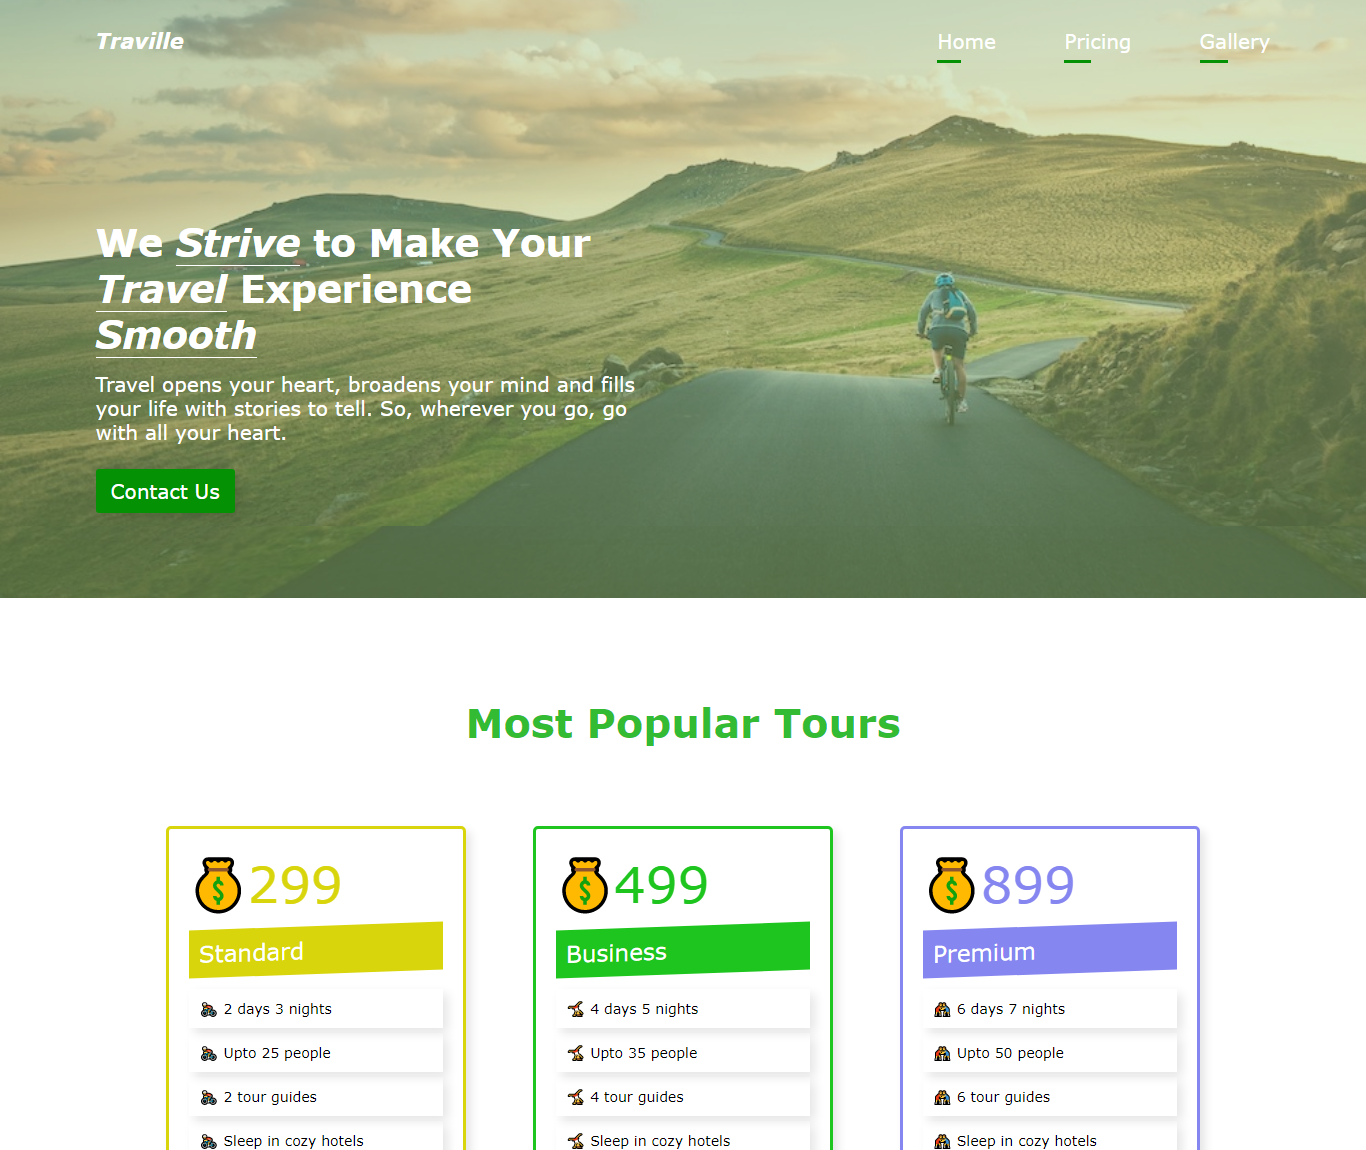 Traville
Home
Pricing
Gallery
We Strive to Make Your
Travel Experience
Smooth
Travel opens your heart, broadens your mind and fills
your life with stories to tell. So, wherever you go, go
with all your heart.
Contact Us
Most Popular Tours
299
Standard
2 days 3 nights
Upto 25 people
2 tour guides
Sleep in cozy hotels
499
Business
4 days 5 nights
Upto 35 people
4 tour guides
Sleep in cozy hotels
899
Premium
6 days 7 nights
Upto 50 people
6 tour guides
Sleep in cozy hotels